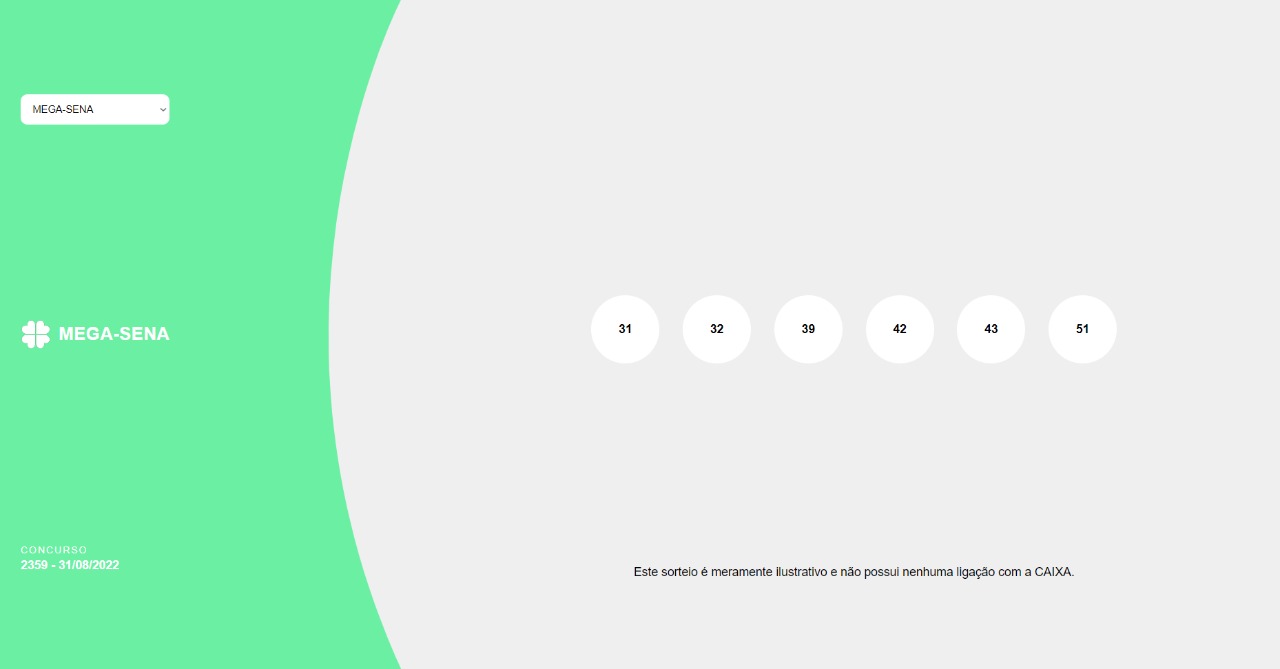 MEGA-SENA
MEGA-SENA
31 32 39 42 43 51
CONCURSO
2359 - 31/08/2022
Este sorteio é meramente ilustrativo e não possui nenhuma ligação com a CAIXA.